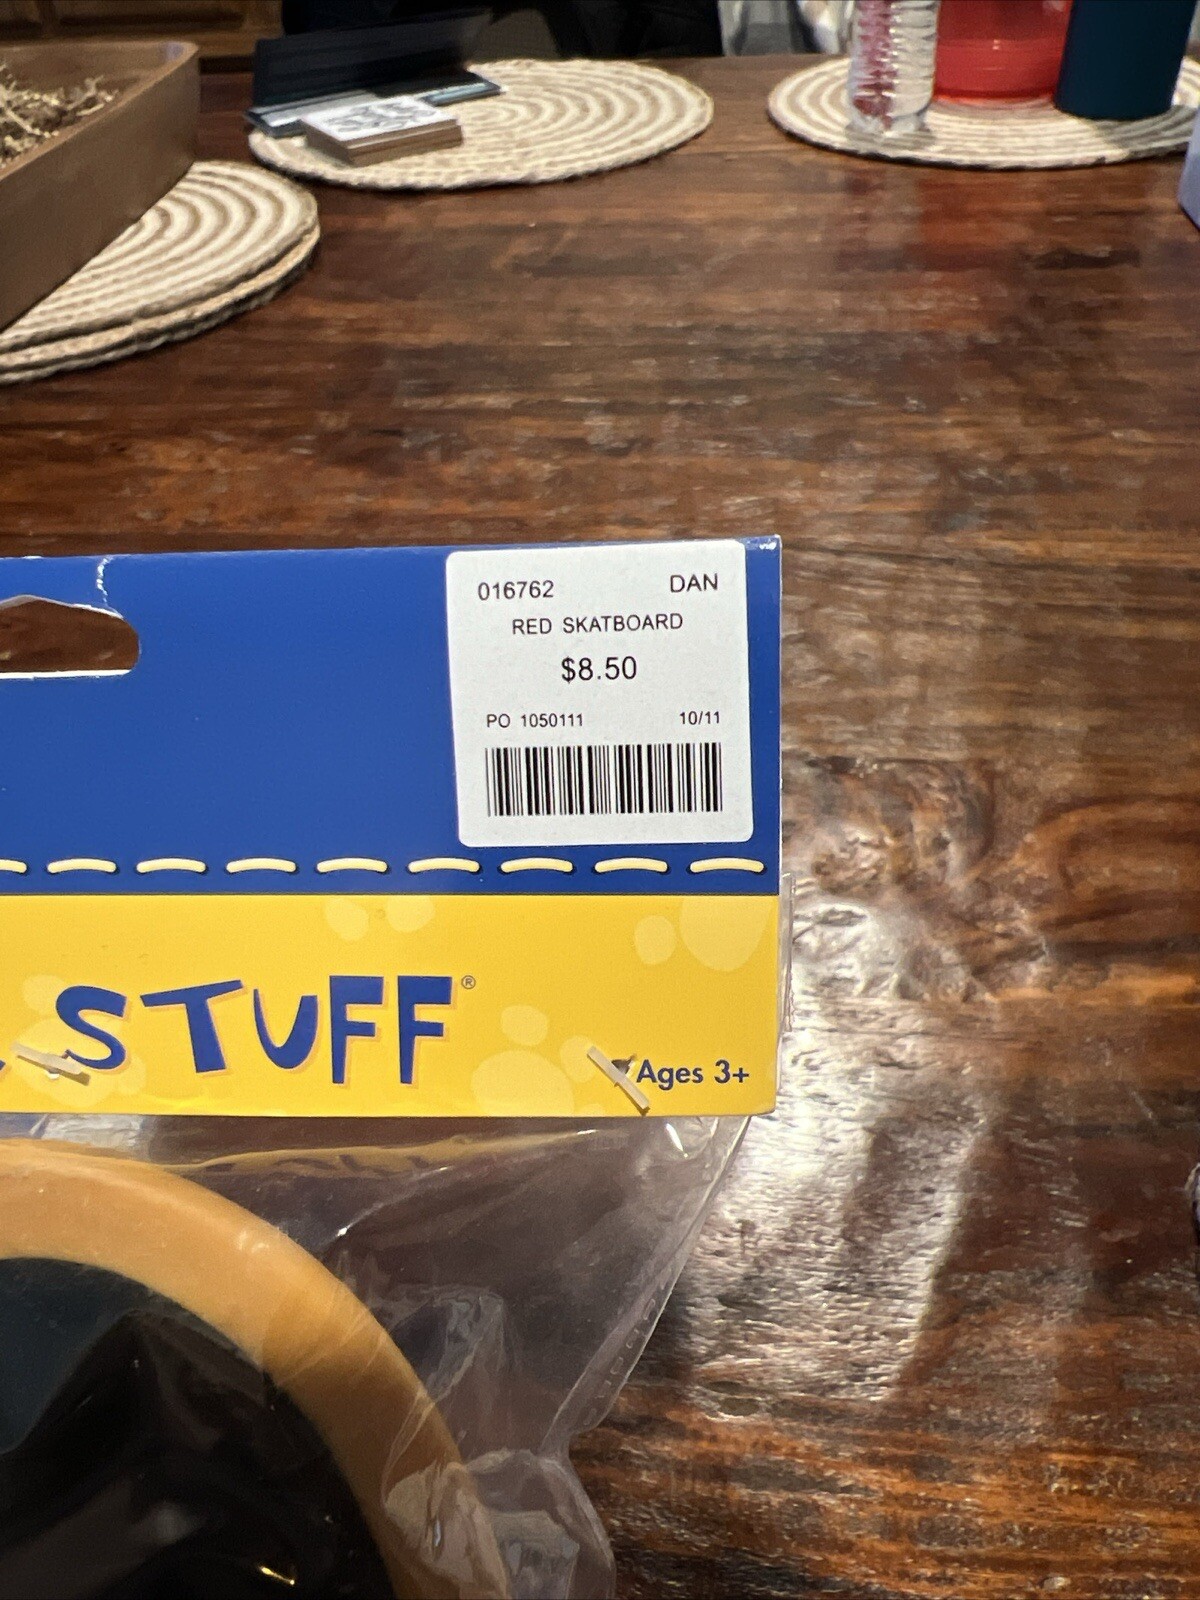 016762 DAN
RED SKATBOARD
$8.50
PO 1050111 10/11
STUFF®
Ages 3+